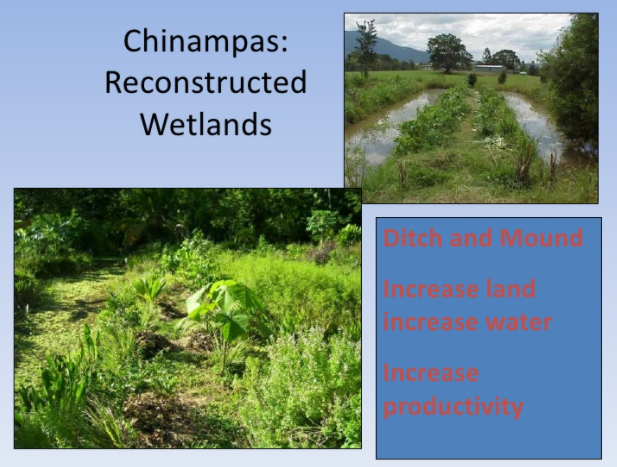 Chinampas:
Reconstructed
Wetlands
Ditch and Mound
Increase land
increase water
Increase
productivity